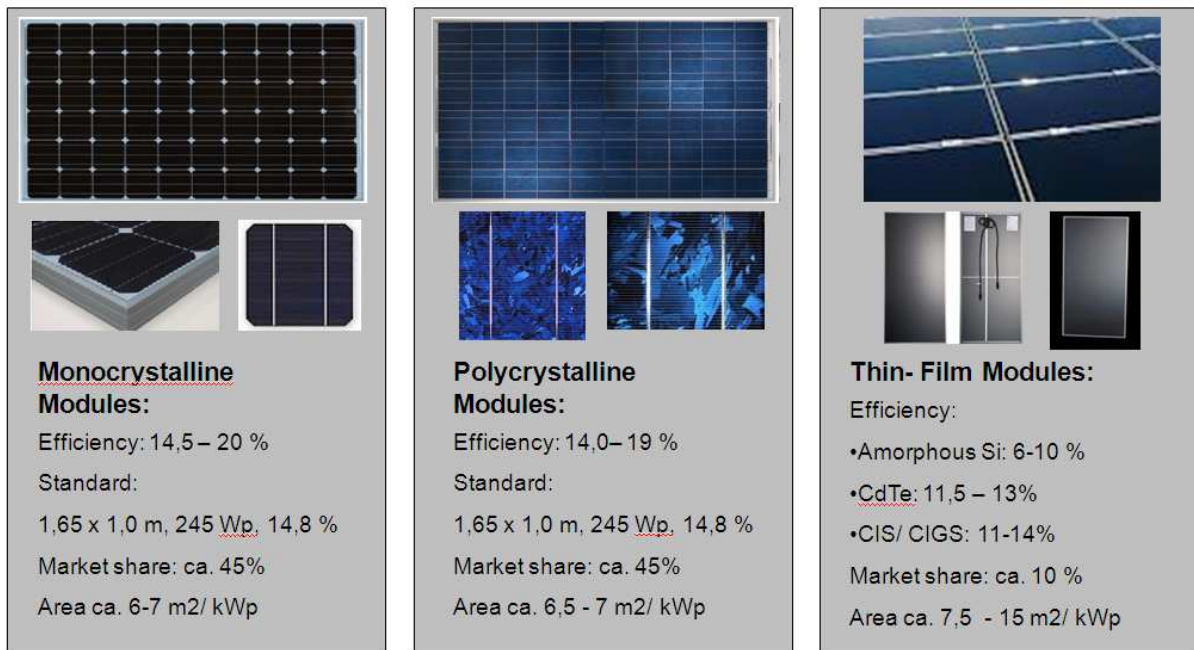 Monocrystalline
Modules:
Efficiency: 14,5 – 20 %
Standard:
1,65 x 1,0 m, 245 Wp, 14,8 %
Market share: ca. 45%
Area ca. 6-7 m2/ kWp
Polycrystalline
Modules:
Efficiency: 14,0– 19 %
Standard:
1,65 x 1,0 m, 245 Wp, 14,8 %
Market share: ca. 45%
Area ca. 6,5 - 7 m2/ kWp
Thin- Film Modules:
Efficiency:
•Amorphous Si: 6-10 %
•CdTe: 11,5 – 13%
•CIS/ CIGS: 11-14%
Market share: ca. 10 %
Area ca. 7,5 - 15 m2/ kWp